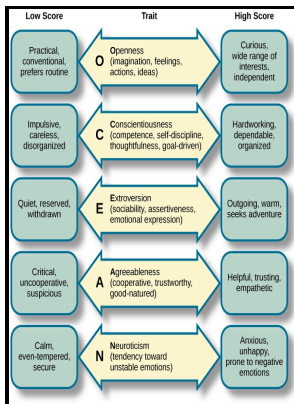 Low Score
Trait
High Score
Practical,
conventional,
prefers routine
O
Openness
(imagination, feelings,
actions, ideas)
Curious,
wide range of
interests,
independent
Impulsive,
careless,
disorganized
C
Conscientiousness
(competence, self-discipline,
thoughtfulness, goal-driven)
Hardworking,
dependable,
organized
Quiet, reserved,
withdrawn
E
Extroversion
(sociability, assertiveness,
emotional expression)
Outgoing, warm,
seeks adventure
Critical,
uncooperative,
suspicious
A
Agreeableness
(cooperative, trustworthy,
good-natured)
Helpful, trusting,
empathetic
Calm,
even-tempered,
secure
N
Neuroticism
(tendency toward
unstable emotions)
Anxious,
unhappy,
prone to negative
emotions